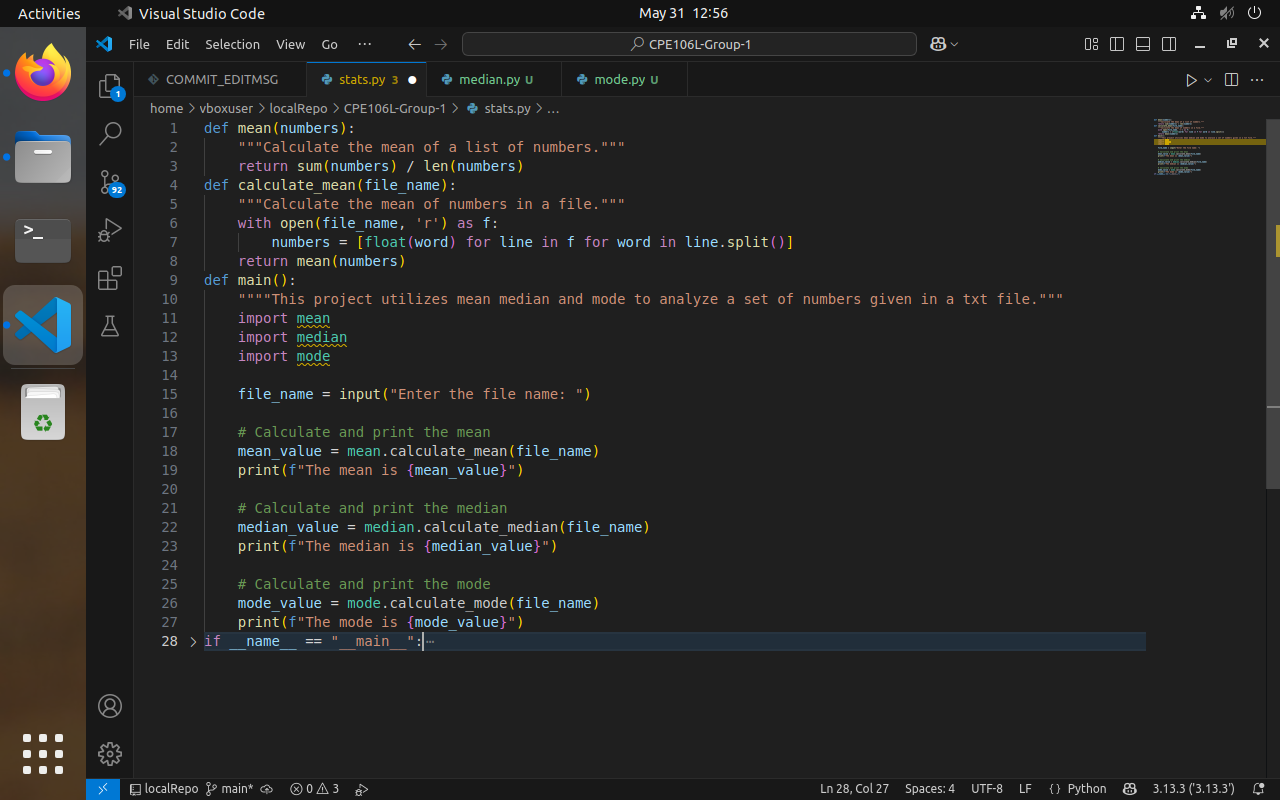 Activities
Visual Studio Code
May 31 12:56
File Edit Selection View Go ···
CPE106L-Group-1
COMMIT_EDITMSG
stats.py 3
median.py U
mode.py U
home > vboxuser > localRepo > CPE106L-Group-1 > stats.py > ...
1 def mean(numbers):
2 """Calculate the mean of a list of numbers."""
3 return sum(numbers) / len(numbers)
4 def calculate_mean(file_name):
5 """Calculate the mean of numbers in a file."""
6 with open(file_name, 'r') as f:
7 numbers = [float(word) for line in f for word in line.split()]
8 return mean(numbers)
9 def main():
10 """"This project utilizes mean median and mode to analyze a set of numbers given in a txt file."""
11 import mean
12 import median
13 import mode
14
15 file_name = input("Enter the file name: ")
16
17 # Calculate and print the mean
18 mean_value = mean.calculate_mean(file_name)
19 print(f"The mean is {mean_value}")
20
21 # Calculate and print the median
22 median_value = median.calculate_median(file_name)
23 print(f"The median is {median_value}")
24
25 # Calculate and print the mode
26 mode_value = mode.calculate_mode(file_name)
27 print(f"The mode is {mode_value}")
28 if __name__ == "__main__":···
1
92
localRepo main* 0 3
Ln 28, Col 27 Spaces: 4 UTF-8 LF {} Python 3.13.3 ('3.13.3')